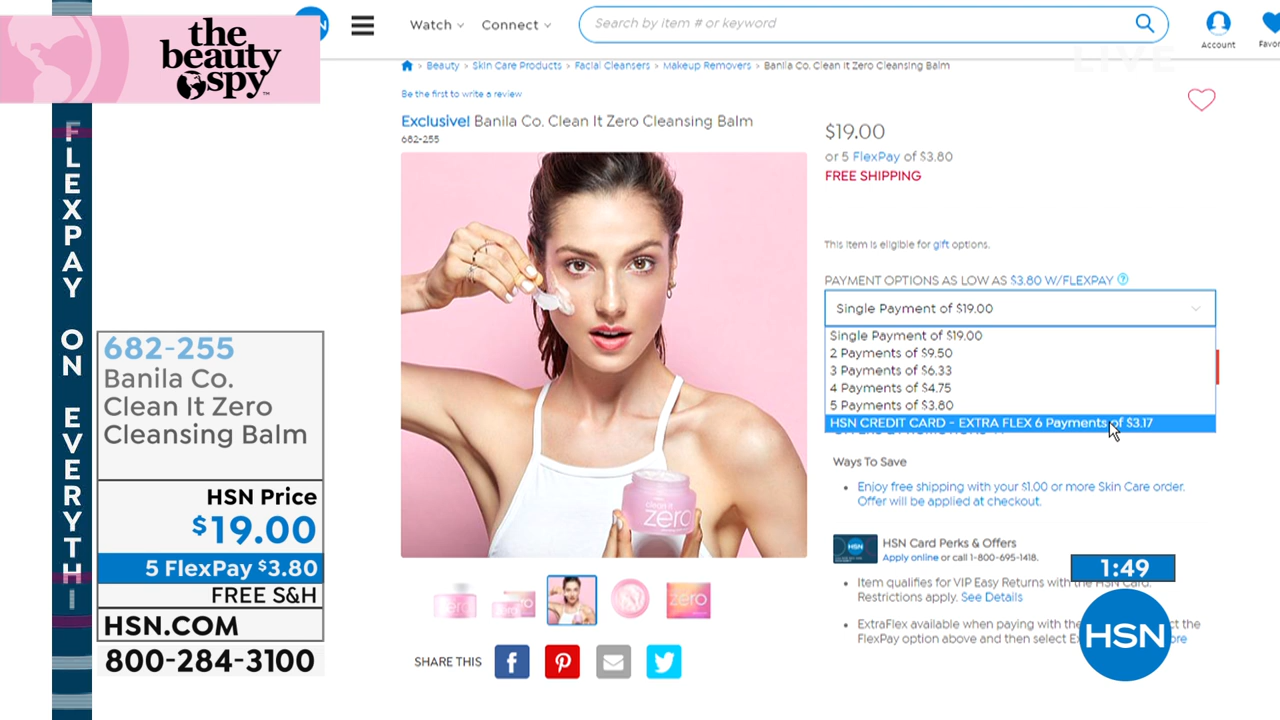 the
beauty
spy™
FLEXPAY ON EVERYTHI
682-255
Banila Co.
Clean It Zero
Cleansing Balm
HSN Price
$19.00
5 FlexPay $3.80
FREE S&H
HSN.COM
800-284-3100
Watch
Connect
Search by item # or keyword
Account
Favor
LIVE
> Beauty > Skin Care Products > Facial Cleansers > Makeup Removers > Banila Co. Clean It Zero Cleansing Balm
Be the first to write a review
Exclusive! Banila Co. Clean It Zero Cleansing Balm
682-255
clean it
zero
zero
SHARE THIS
$19.00
or 5 FlexPay of $3.80
FREE SHIPPING
This item is eligible for gift options.
PAYMENT OPTIONS AS LOW AS $3.80 W/FLEXPAY ?
Single Payment of $19.00
Single Payment of $19.00
2 Payments of $9.50
3 Payments of $6.33
4 Payments of $4.75
5 Payments of $3.80
HSN CREDIT CARD - EXTRA FLEX 6 Payments of $3.17
Ways To Save
• Enjoy free shipping with your $1.00 or more Skin Care order.
Offer will be applied at checkout.
HSN
HSN Card Perks & Offers
Apply online or call 1-800-695-1418.
• Item qualifies for VIP Easy Returns with the HSN Card.
Restrictions apply. See Details
• ExtraFlex available when paying with the
FlexPay option above and then select
1:49
HSN